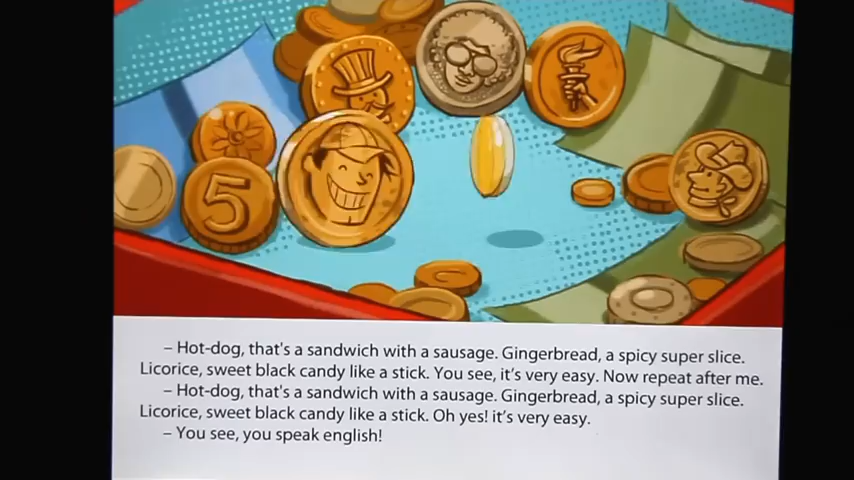 5
– Hot-dog, that's a sandwich with a sausage. Gingerbread, a spicy super slice.
Licorice, sweet black candy like a stick. You see, it's very easy. Now repeat after me.
– Hot-dog, that's a sandwich with a sausage. Gingerbread, a spicy super slice.
Licorice, sweet black candy like a stick. Oh yes! it's very easy.
– You see, you speak english!